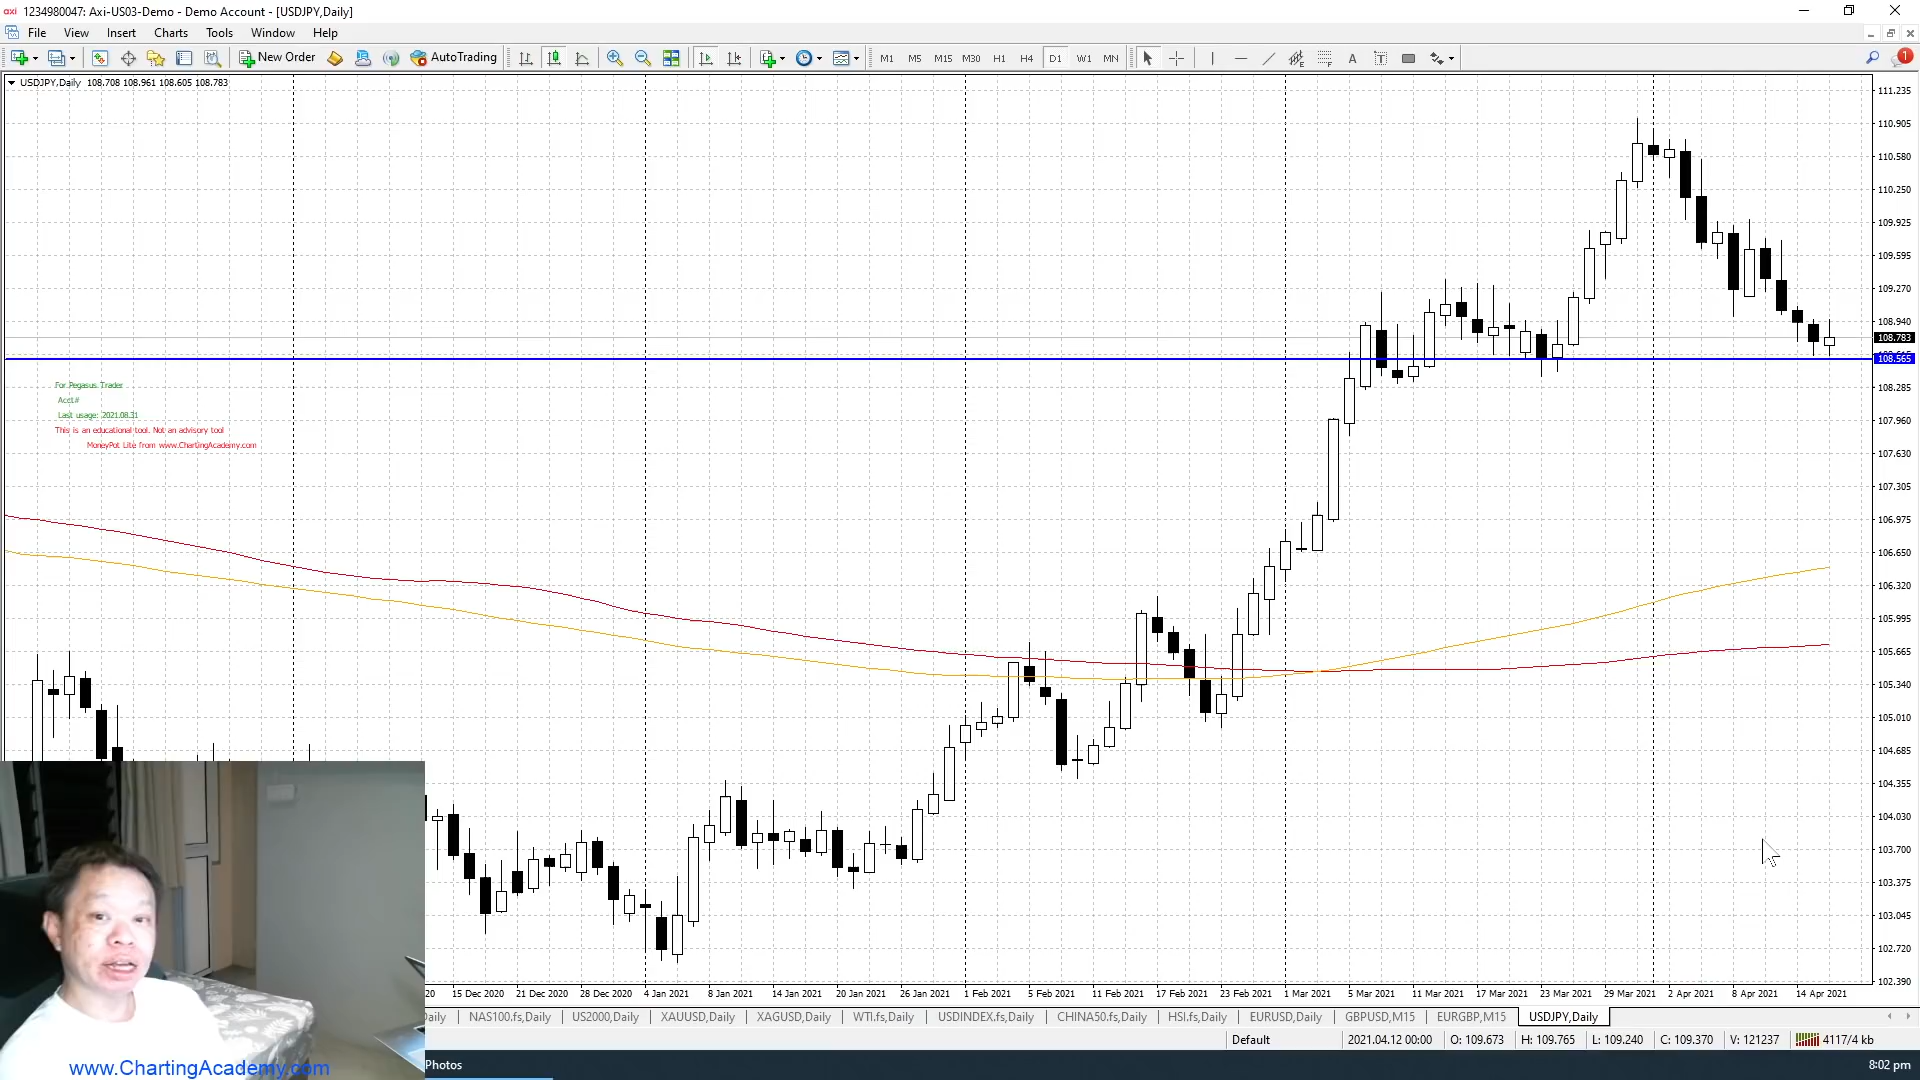 axi 1234980047: Axi-US03-Demo - Demo Account - [USDJPY,Daily]
File View Insert Charts Tools Window Help
New Order AutoTrading M1 M5 M15 M30 H1 H4 D1 W1 MN A T 1
USDJPY,Daily 108.708 108.961 108.605 108.783
111.235
110.905
110.580
110.250
109.925
109.595
109.270
108.940
108.783
108.565
108.285
107.960
107.630
107.305
106.975
106.650
106.320
105.995
105.665
105.340
105.010
104.685
104.355
104.030
103.700
103.375
103.045
102.720
102.390
For Pegasus Trader
Acct#
Last usage: 2021.08.31
This is an educational tool. Not an advisory tool
MoneyPot Lite from www.ChartingAcademy.com
20 15 Dec 2020 21 Dec 2020 28 Dec 2020 4 Jan 2021 8 Jan 2021 14 Jan 2021 20 Jan 2021 26 Jan 2021 1 Feb 2021 5 Feb 2021 11 Feb 2021 17 Feb 2021 23 Feb 2021 1 Mar 2021 5 Mar 2021 11 Mar 2021 17 Mar 2021 23 Mar 2021 29 Mar 2021 2 Apr 2021 8 Apr 2021 14 Apr 2021
Daily NAS100.fs,Daily US2000,Daily XAUUSD,Daily XAGUSD,Daily WTI.fs,Daily USDINDEX.fs,Daily CHINA50.fs,Daily HSI.fs,Daily EURUSD,Daily GBPUSD,M15 EURGBP,M15 USDJPY,Daily
Default 2021.04.12 00:00 O: 109.673 H: 109.765 L: 109.240 C: 109.370 V: 121237 4117/4 kb
www.ChartingAcademy.com
Photos
8:02 pm